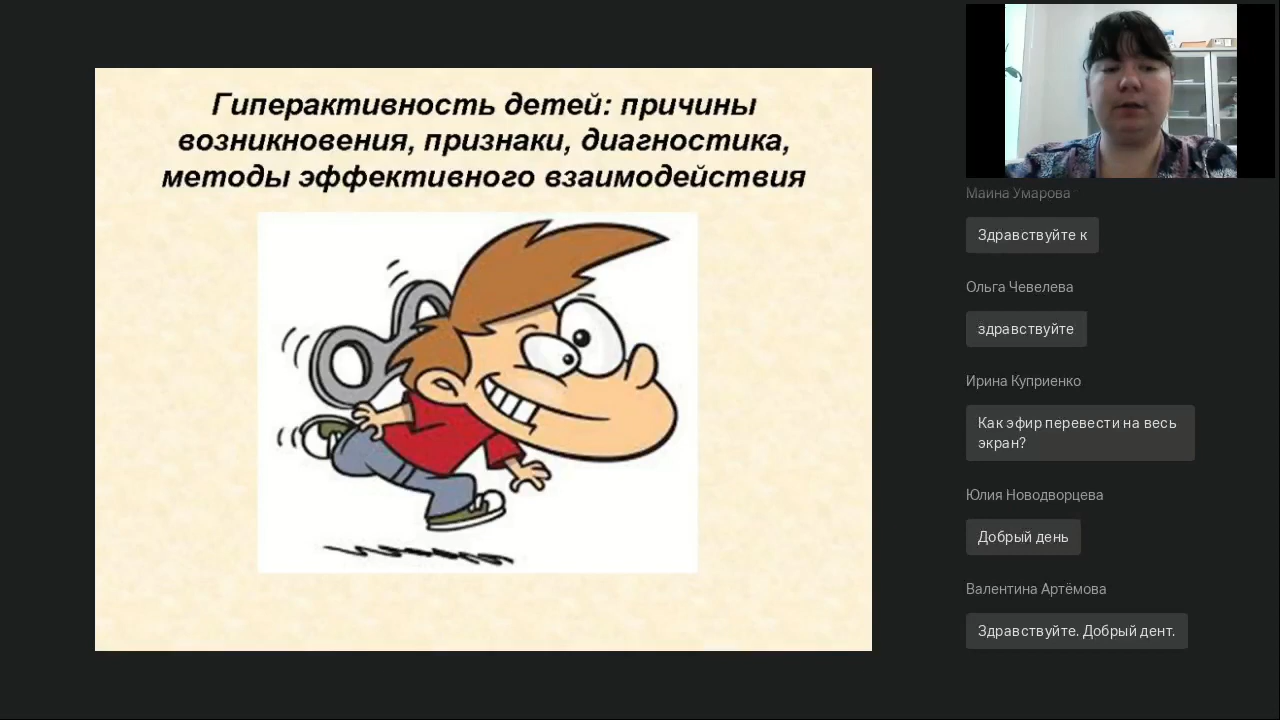 Гиперактивность детей: причины
возникновения, признаки, диагностика,
методы эффективного взаимодействия
Маина Умарова
Здравствуйте к
Ольга Чевелева
здравствуйте
Ирина Куприенко
Как эфир перевести на весь
экран?
Юлия Новодворцева
Добрый день
Валентина Артёмова
Здравствуйте. Добрый дент.